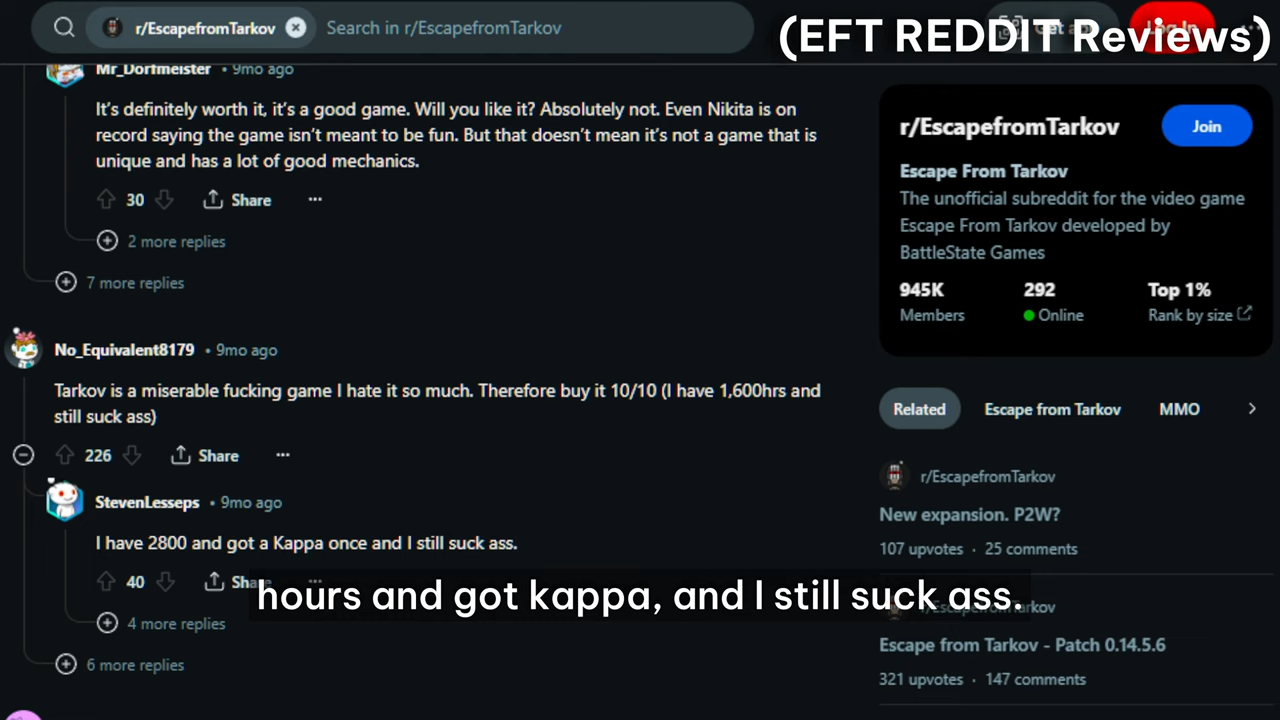 r/EscapefromTarkov
Search in r/EscapefromTarkov
(EFT REDDIT Reviews)
Log In
Mr_Dorfmeister • 9mo ago
It's definitely worth it, it's a good game. Will you like it? Absolutely not. Even Nikita is on
record saying the game isn't meant to be fun. But that doesn't mean it's not a game that is
unique and has a lot of good mechanics.
30 Share ...
2 more replies
7 more replies
No_Equivalent8179 • 9mo ago
Tarkov is a miserable fucking game I hate it so much. Therefore buy it 10/10 (I have 1,600hrs and
still suck ass)
226 Share ...
StevenLesseps • 9mo ago
I have 2800 and got a Kappa once and I still suck ass.
40 Share ...
hours and got kappa, and I still suck ass.
4 more replies
6 more replies
r/EscapefromTarkov
Join
Escape From Tarkov
The unofficial subreddit for the video game
Escape From Tarkov developed by
BattleState Games
945K 292 Top 1%
Members Online Rank by size
Related Escape from Tarkov MMO
r/EscapefromTarkov
New expansion. P2W?
107 upvotes · 25 comments
r/EscapefromTarkov
Escape from Tarkov - Patch 0.14.5.6
321 upvotes · 147 comments